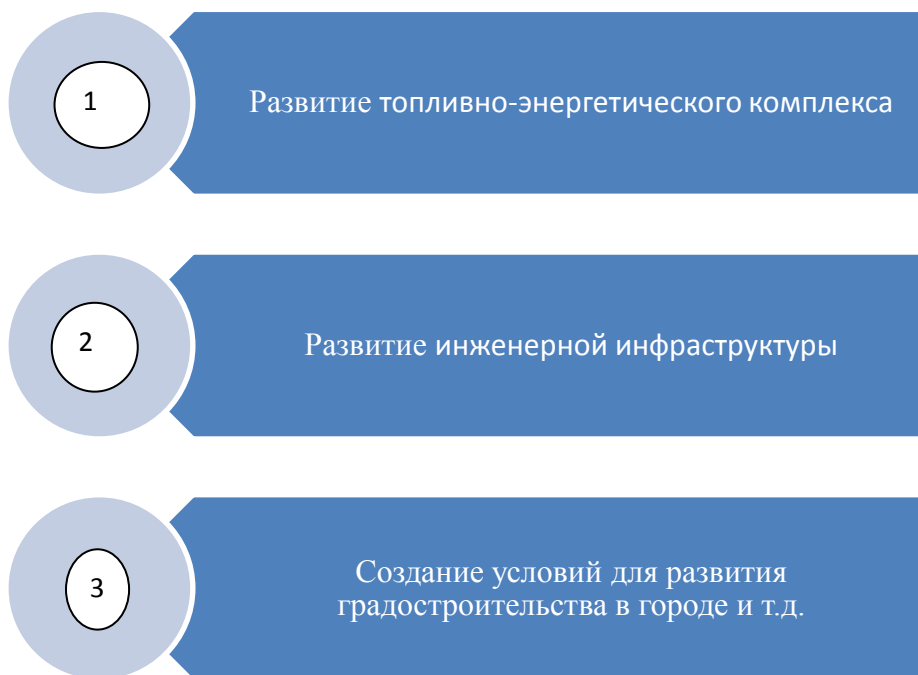 1
Развитие топливно-энергетического комплекса
2
Развитие инженерной инфраструктуры
3
Создание условий для развития
градостроительства в городе и т.д.